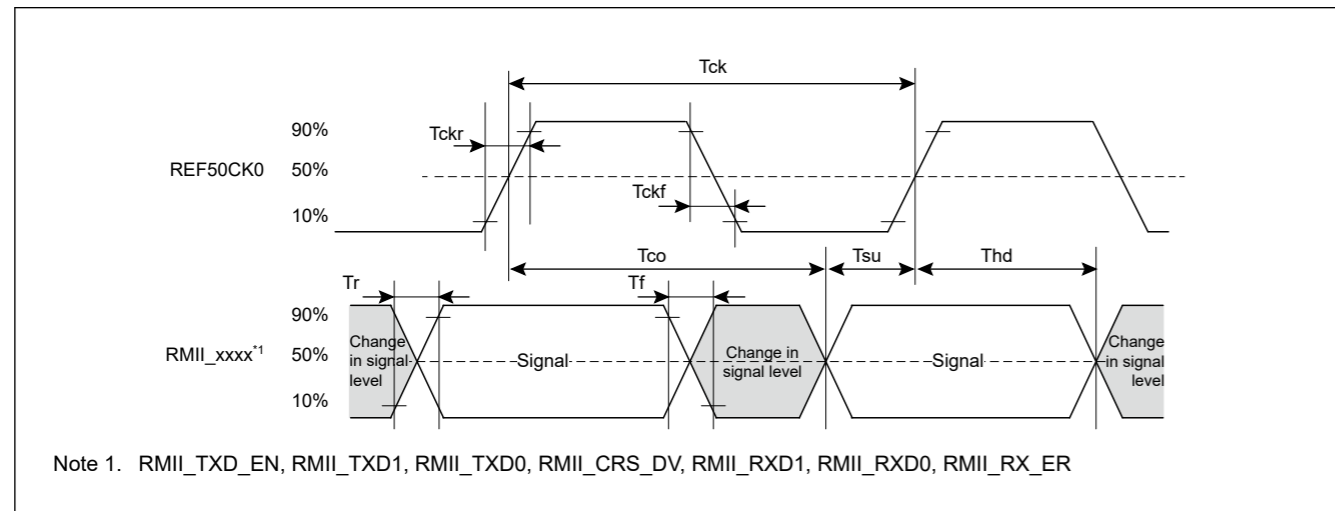 Tck
90%
Tckr
REF50CK0
50%
Tckf
10%
Tco
Tsu
Thd
Tr
Tf
90%
RMII_xxxx*1
50%
10%
Change
in signal
level
Signal
Change in
signal level
Signal
Change
in signal
level
Note 1. RMII_TXD_EN, RMII_TXD1, RMII_TXD0, RMII_CRS_DV, RMII_RXD1, RMII_RXD0, RMII_RX_ER